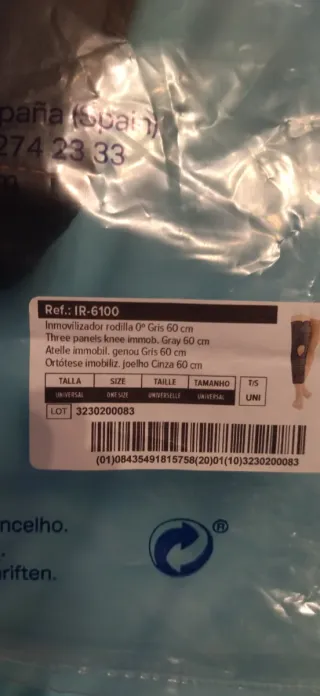 paña (Spain)
274 23 33
m
Ref.: IR-6100
Inmovilizador rodilla 0º Gris 60 cm
Three panels knee immob. Gray 60 cm
Atelle immobil. genou Gris 60 cm
Ortótese imobiliz. joelho Cinza 60 cm
TALLA SIZE TAILLE TAMANHO T/S
UNIVERSAL ONE SIZE UNIVERSELLE UNIVERSAL UNI
LOT 3230200083
(01)08435491815758(20)01(10)3230200083
ncelho.
.
riften.
®